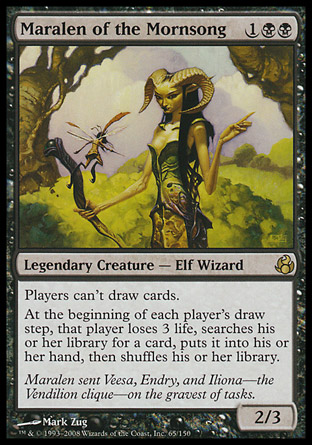 Maralen of the Mornsong 1
Legendary Creature — Elf Wizard
Players can't draw cards.
At the beginning of each player's draw
step, that player loses 3 life, searches his
or her library for a card, puts it into his or
her hand, then shuffles his or her library.
Maralen sent Veesa, Endry, and Iliona—the
Vendilion clique—on the gravest of tasks.
Mark Zug
™ & © 1993–2008 Wizards of the Coast, Inc. 65/150
2/3